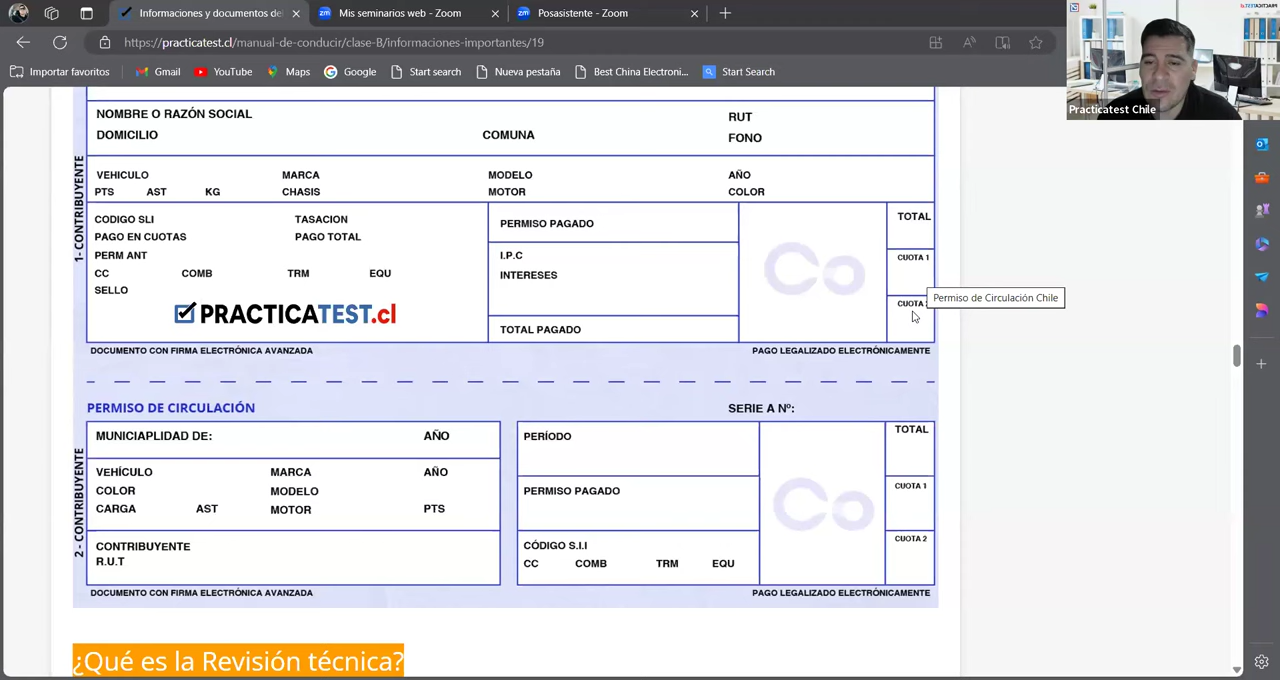 Informaciones y documentos del
Mis seminarios web - Zoom
Posasistente - Zoom
https://practicatest.cl/manual-de-conducir/clase-B/informaciones-importantes/19
Importar favoritos
Gmail
YouTube
Maps
Google
Start search
Nueva pestaña
Best China Electroni...
Start Search
Practicatest Chile
NOMBRE O RAZÓN SOCIAL RUT
DOMICILIO COMUNA FONO
VEHICULO MARCA MODELO AÑO
PTS AST KG CHASIS MOTOR COLOR
1- CONTRIBUYENTE
CODIGO SLI TASACION
PAGO EN CUOTAS PAGO TOTAL
PERM ANT
CC COMB TRM EQU
SELLO
PRACTICATEST.cl
PERMISO PAGADO
I.P.C
INTERESES
TOTAL PAGADO
Co
TOTAL
CUOTA 1
CUOTA
Permiso de Circulación Chile
DOCUMENTO CON FIRMA ELECTRÓNICA AVANZADA PAGO LEGALIZADO ELECTRÓNICAMENTE
PERMISO DE CIRCULACIÓN SERIE A Nº:
2 - CONTRIBUYENTE
MUNICIAPLIDAD DE: AÑO
VEHÍCULO MARCA AÑO
COLOR MODELO
CARGA AST MOTOR PTS
CONTRIBUYENTE
R.U.T
PERÍODO
PERMISO PAGADO
CÓDIGO S.I.I
CC COMB TRM EQU
Co
TOTAL
CUOTA 1
CUOTA 2
DOCUMENTO CON FIRMA ELECTRÓNICA AVANZADA PAGO LEGALIZADO ELECTRÓNICAMENTE
¿Qué es la Revisión técnica?